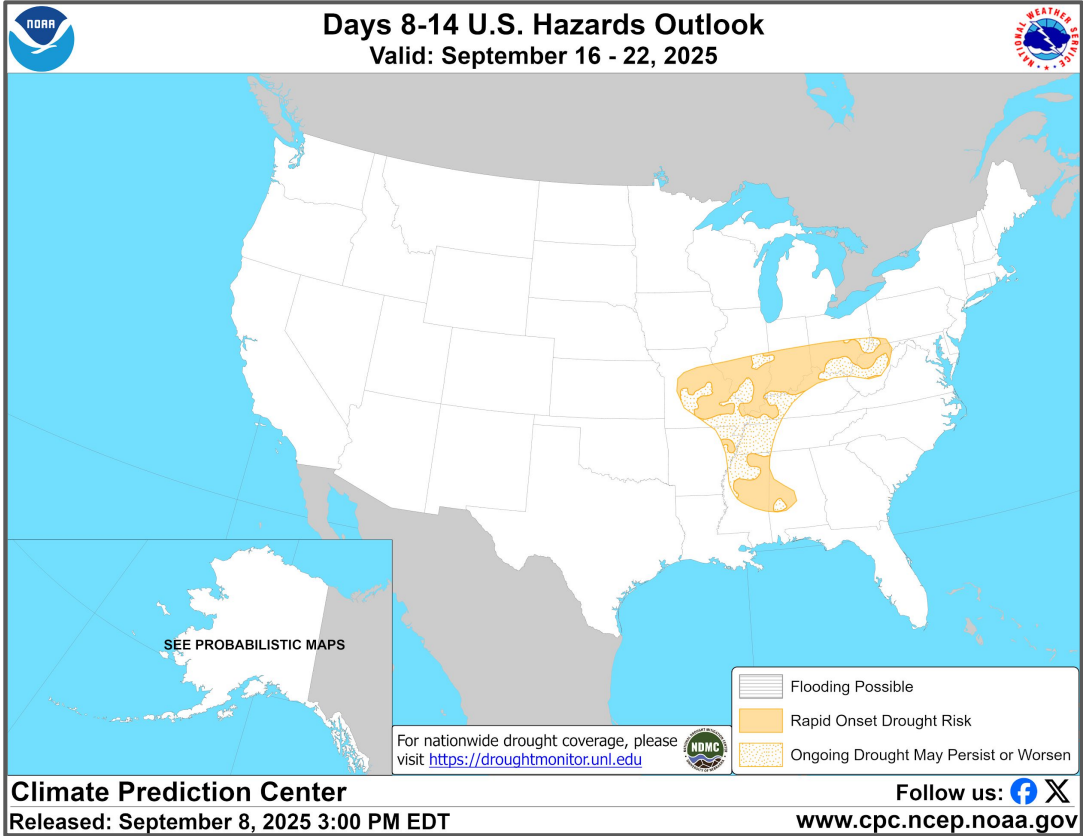 NOAA
Days 8-14 U.S. Hazards Outlook
Valid: September 16 - 22, 2025
NATIONAL WEATHER SERVICE
SEE PROBABILISTIC MAPS
For nationwide drought coverage, please
visit https://droughtmonitor.unl.edu
NDMC
Flooding Possible
Rapid Onset Drought Risk
Ongoing Drought May Persist or Worsen
Climate Prediction Center
Released: September 8, 2025 3:00 PM EDT
Follow us:
www.cpc.ncep.noaa.gov